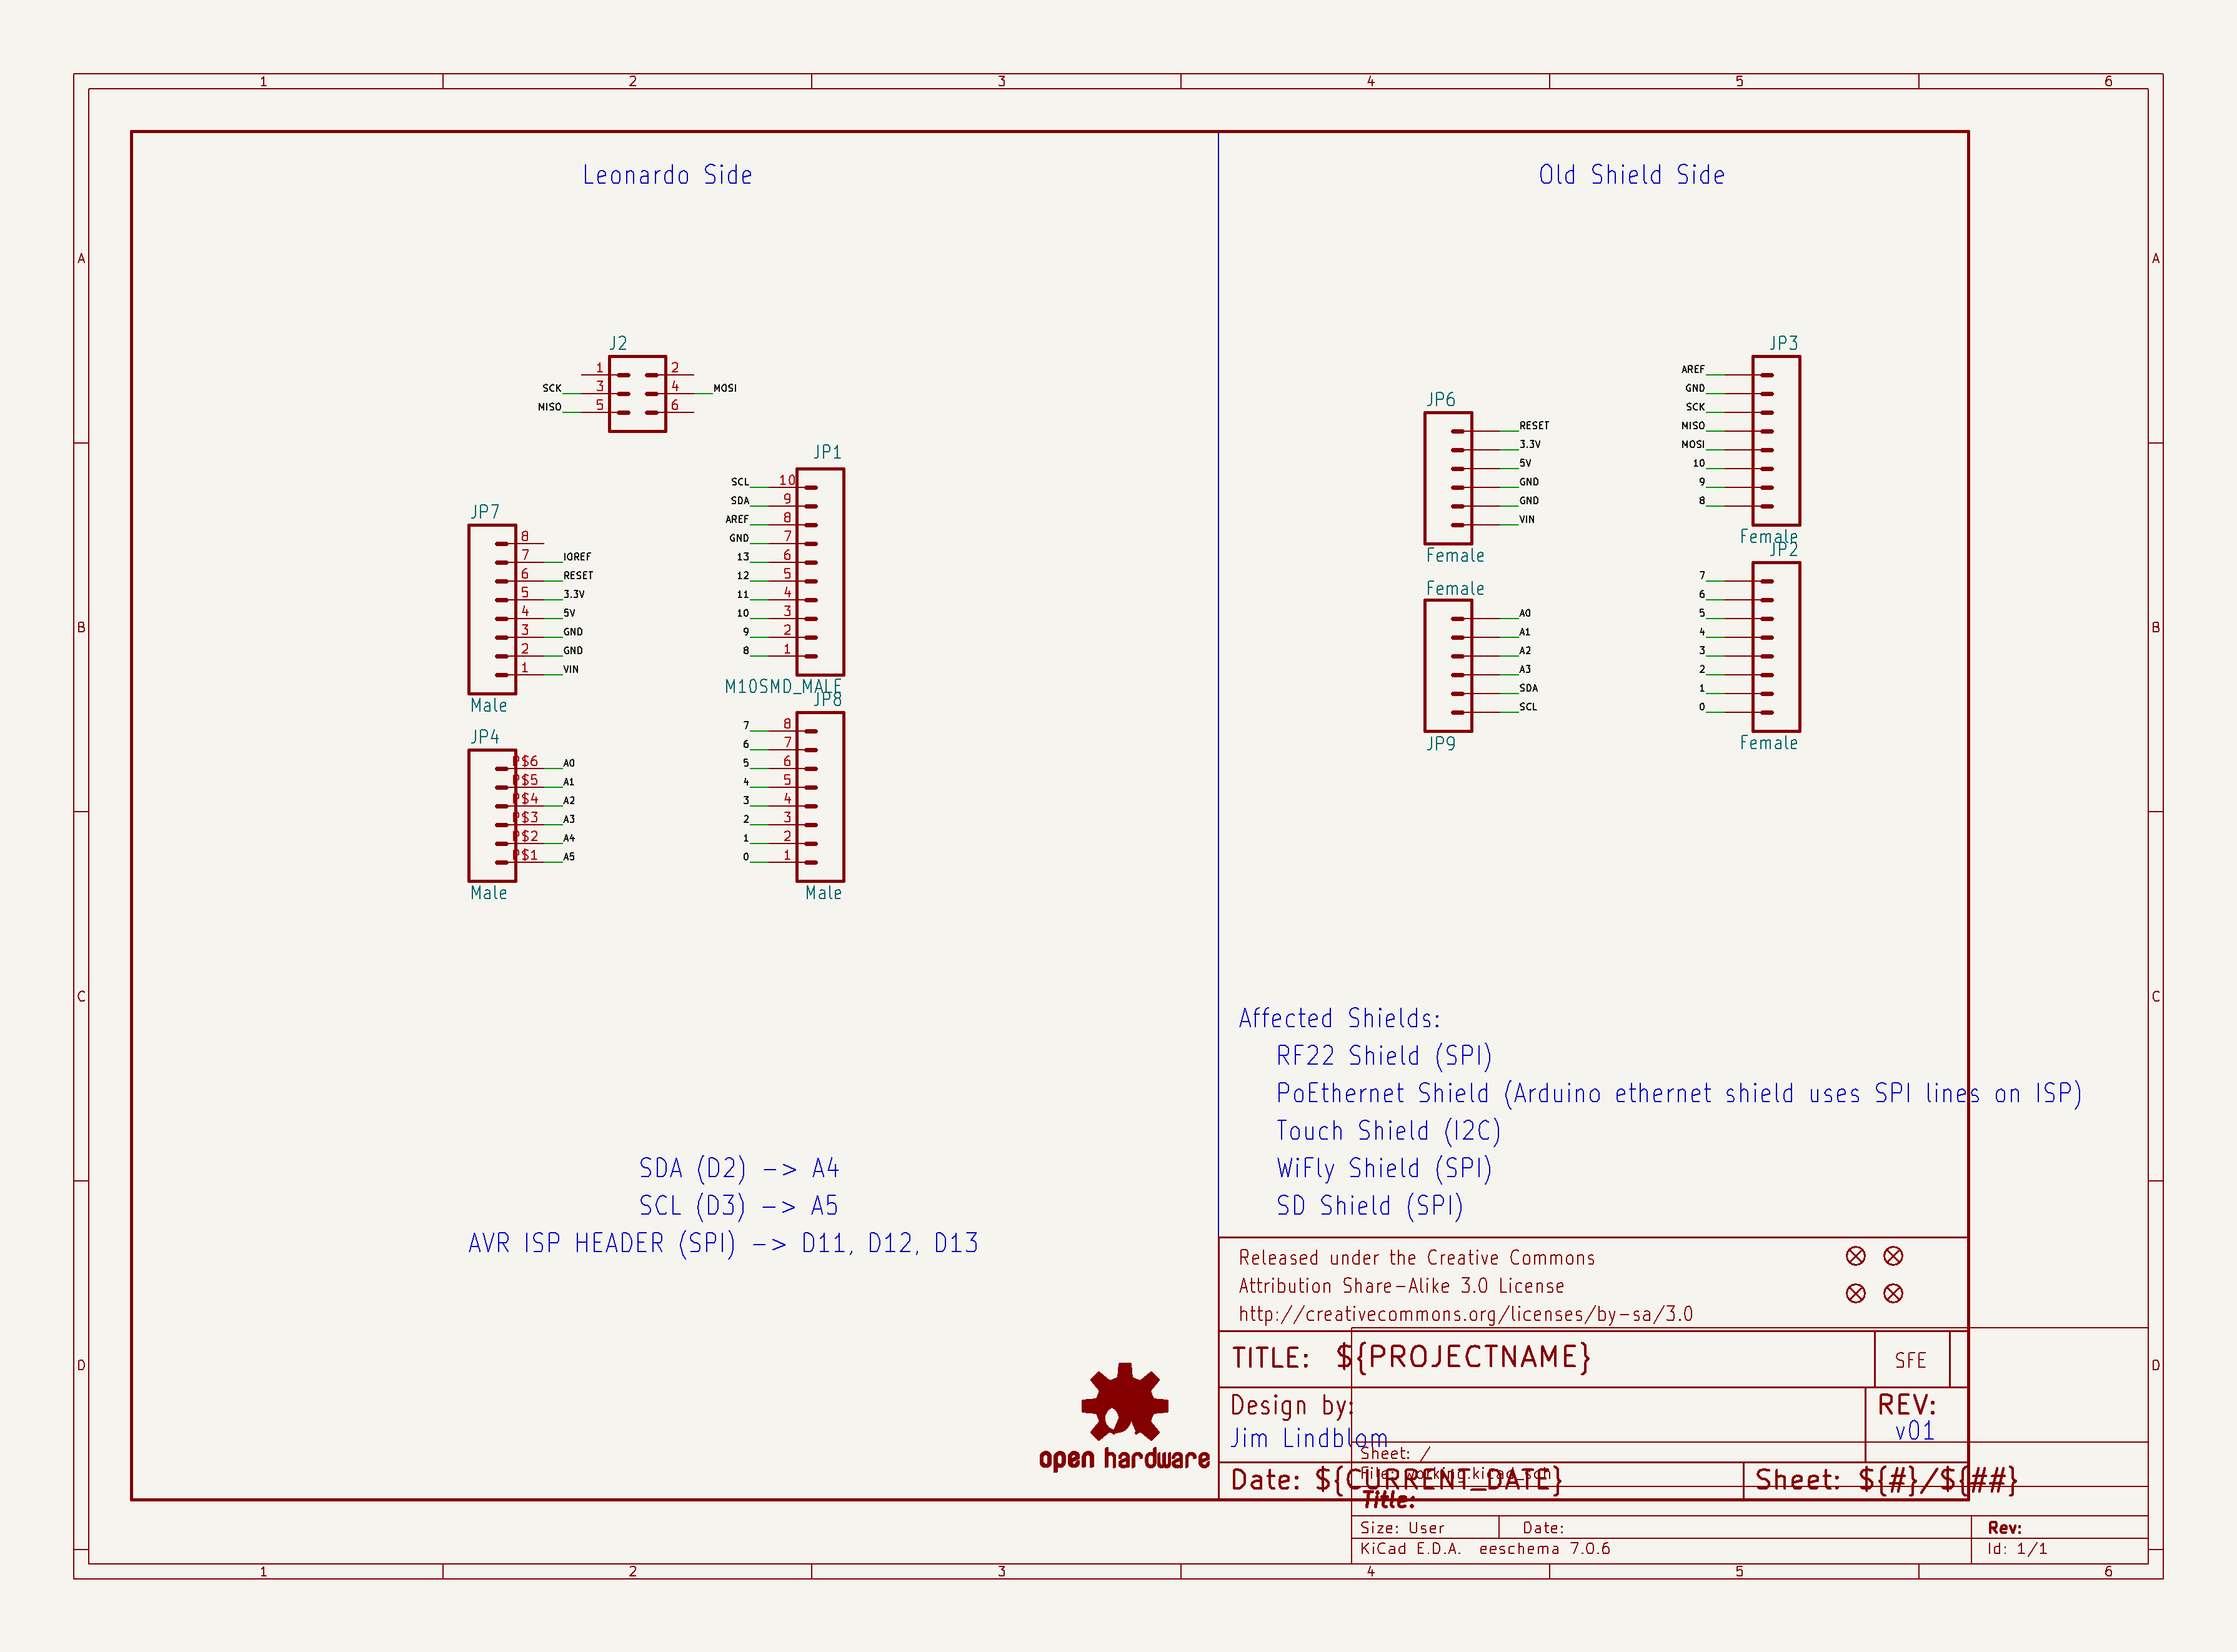 1 2 3 4 5 6
A A
B B
C C
D D
Leonardo Side
Old Shield Side
J2
1 2
SCK 3 4 MOSI
MISO 5 6
JP1
SCL 10
SDA 9
AREF 8
GND 7
13 6
12 5
11 4
10 3
9 2
8 1
M10SMD_MALE
JP7
8
7 IOREF
6 RESET
5 3.3V
4 5V
3 GND
2 GND
1 VIN
Male
JP4
P$6 A0
P$5 A1
P$4 A2
P$3 A3
P$2 A4
P$1 A5
Male
JP8
7 8
6 7
5 6
4 5
3 4
2 3
1 2
0 1
Male
JP6
RESET
3.3V
5V
GND
GND
VIN
Female
Female
A0
A1
A2
A3
SDA
SCL
JP9
JP3
AREF
GND
SCK
MISO
MOSI
10
9
8
Female
JP2
7
6
5
4
3
2
1
0
Female
SDA (D2) -> A4
SCL (D3) -> A5
AVR ISP HEADER (SPI) -> D11, D12, D13
Affected Shields:
RF22 Shield (SPI)
PoEthernet Shield (Arduino ethernet shield uses SPI lines on ISP)
Touch Shield (I2C)
WiFly Shield (SPI)
SD Shield (SPI)
Released under the Creative Commons
Attribution Share-Alike 3.0 License
http://creativecommons.org/licenses/by-sa/3.0
TITLE: ${PROJECTNAME}
SFE
Design by:
Jim Lindblom
REV:
v01
Date: ${CURRENT_DATE}
Sheet: ${#}/${##}
open hardware
Sheet: /
File: working.kicad_sch
Title:
Size: User Date: Rev:
KiCad E.D.A. eeschema 7.0.6 Id: 1/1
1 2 3 4 5 6